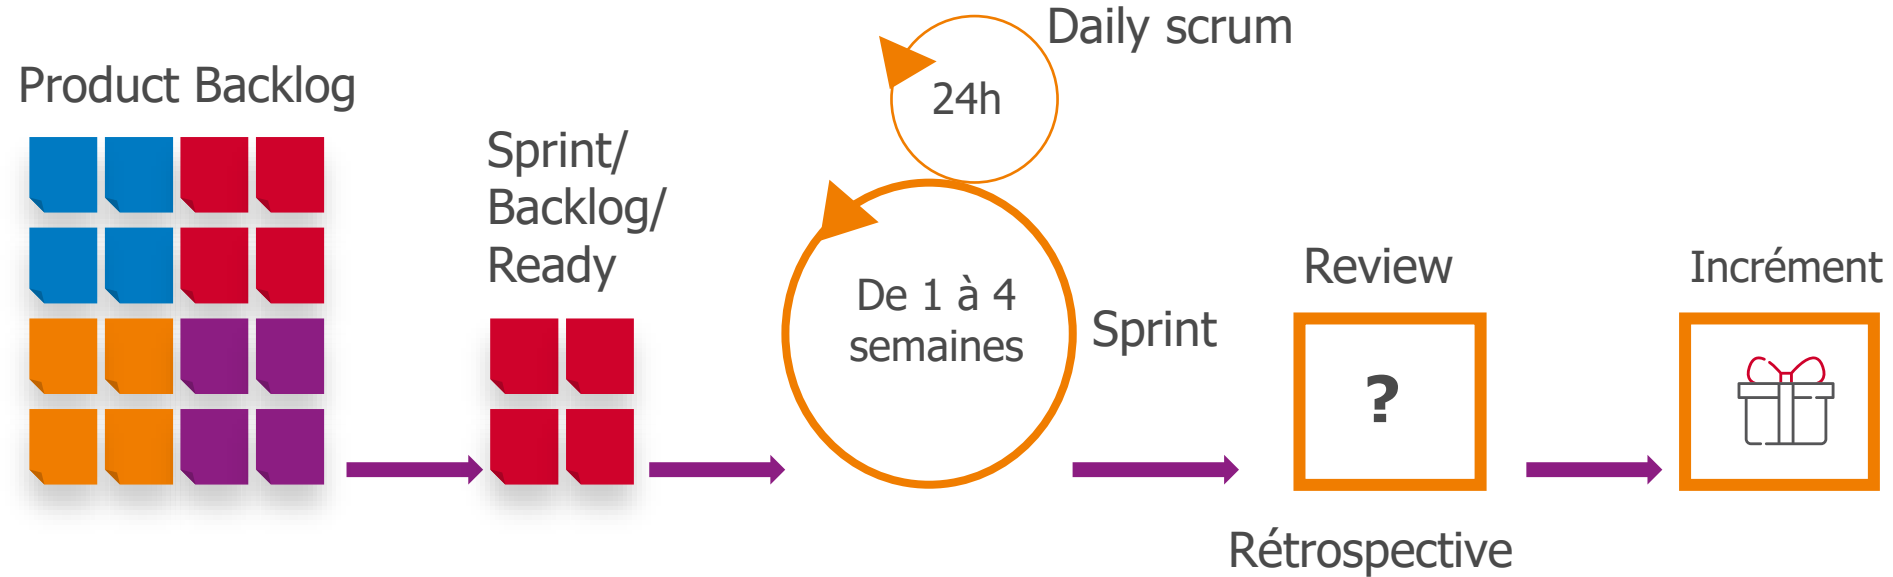 Product Backlog
Sprint/
Backlog/
Ready
Daily scrum
24h
De 1 à 4
semaines
Sprint
Review
?
Rétrospective
Incrément